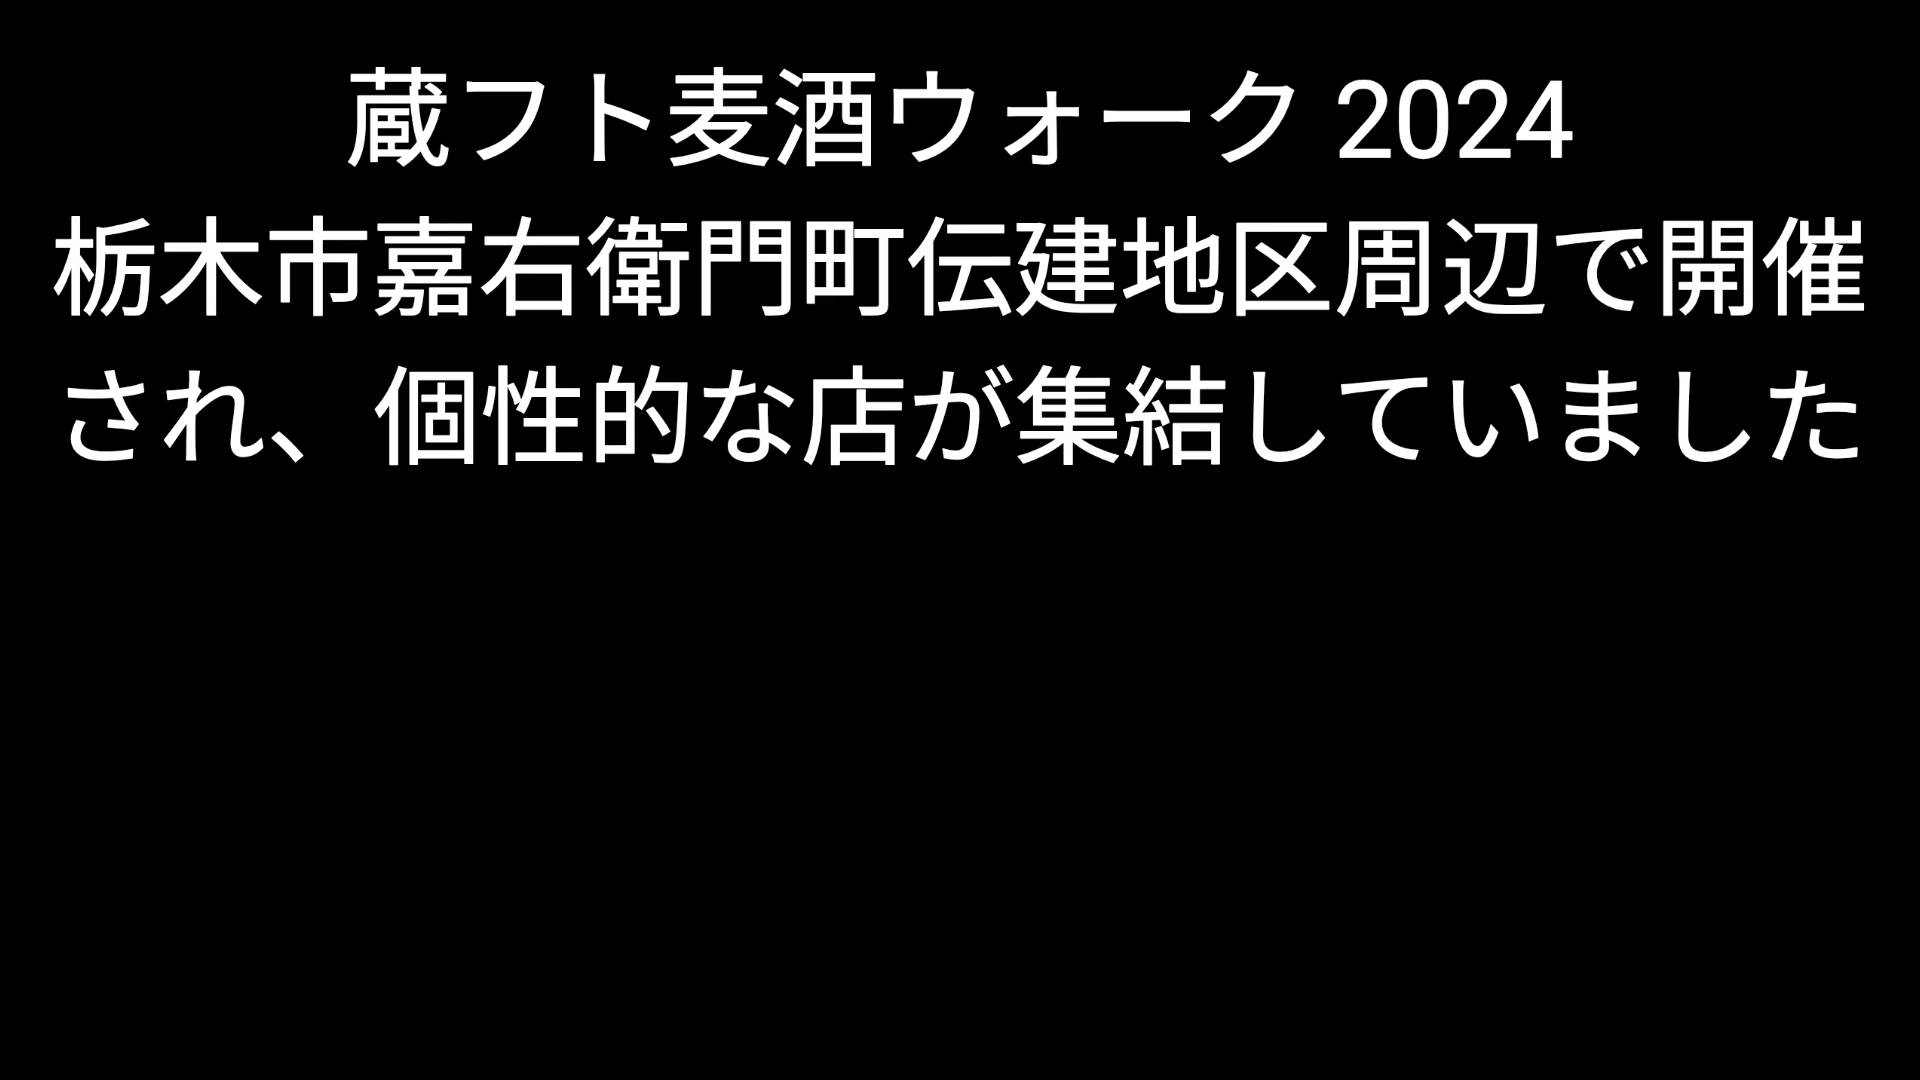 蔵フト麦酒ウォーク 2024
栃木市嘉右衛門町伝建地区周辺で開催
され、個性的な店が集結していました